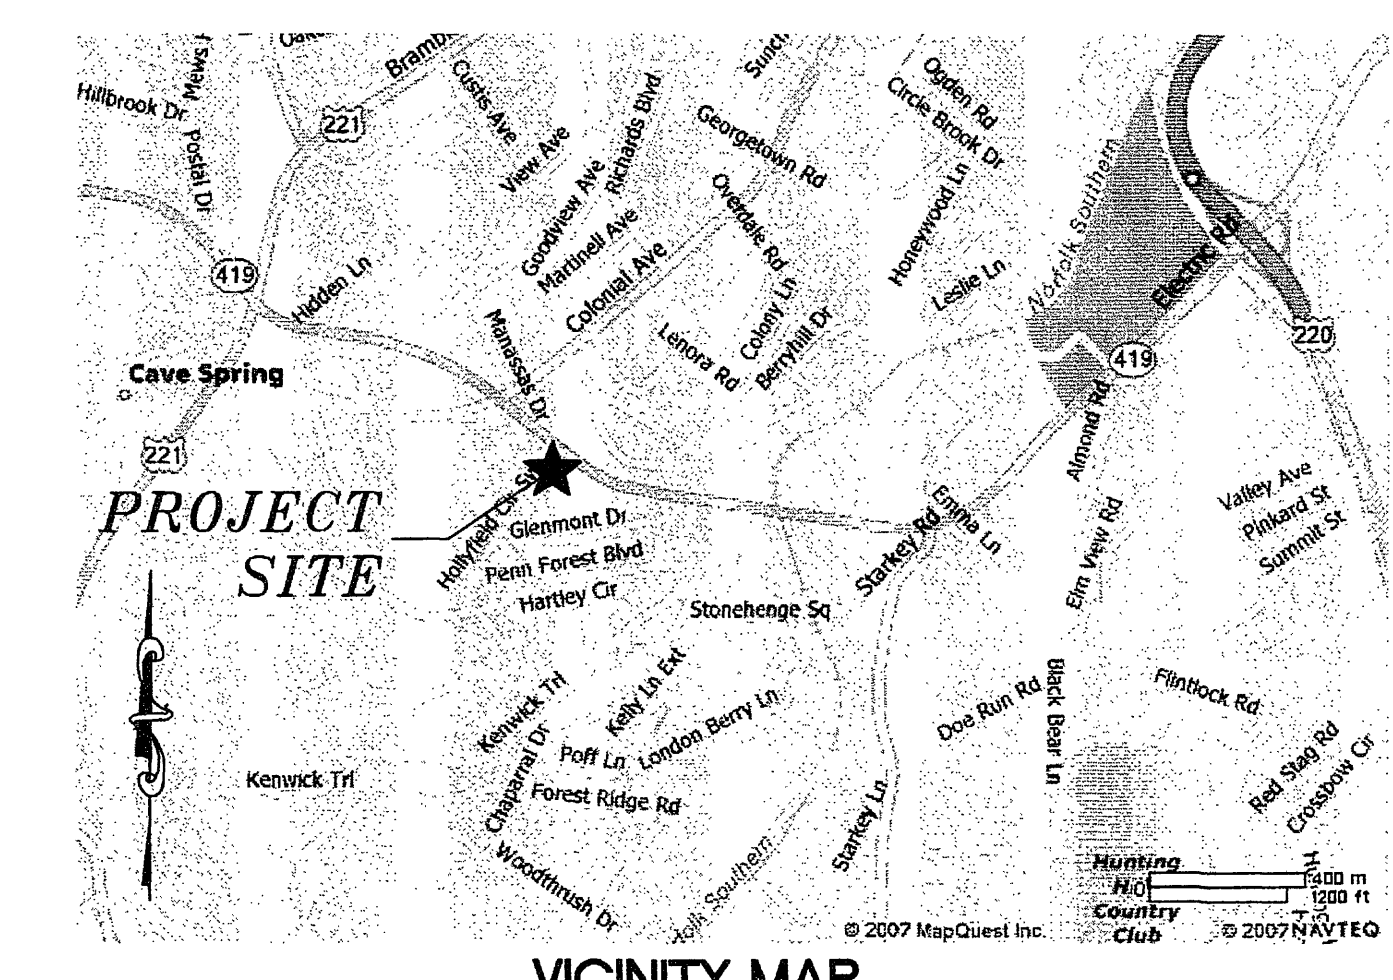 Oak
Brambl
Hillbrook Dr
Mews
Postal Dr
221
Custis Ave
View Ave
Richards Blvd
Goodview Ave
Martinell Ave
Colonial Ave
Georgetown Rd
Overdale Rd
Ogden Rd
Circle Brook Dr
Honeywood Ln
Leslie Ln
Norfolk Southern
Electric Rd
419
Hidden Ln
Manassas Dr
Lenora Rd
Colony Ln
Berryhill Dr
220
419
Cave Spring
Almond Rd
221
PROJECT
SITE
Hollyfield Cir
Glenmont Dr
Penn Forest Blvd
Hartley Cir
Stonehenge Sq
Starkey Rd
Emma Ln
Elm View Rd
Valley Ave
Pinkard St
Summit St
Kenwick Trl
Kelly Ln Ext
Chaparral Dr
Poff Ln
London Berry Ln
Forest Ridge Rd
Kenwick Trl
Doe Run Rd
Black Bear Ln
Flintlock Rd
Red Stag Rd
Crossbow Cir
Starkey Ln
Woodthrush Dr
Southern
Hunting
Country
Club
400 m
1200 ft
© 2007 MapQuest Inc.
© 2007 NAVTEQ
VICINITY MAP